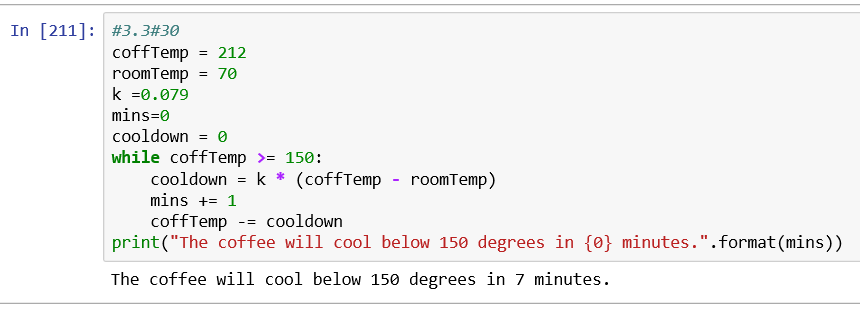 In [211]: #3.3#30
coffTemp = 212
roomTemp = 70
k =0.079
mins=0
cooldown = 0
while coffTemp >= 150:
    cooldown = k * (coffTemp - roomTemp)
    mins += 1
    coffTemp -= cooldown
print("The coffee will cool below 150 degrees in {0} minutes.".format(mins))
The coffee will cool below 150 degrees in 7 minutes.